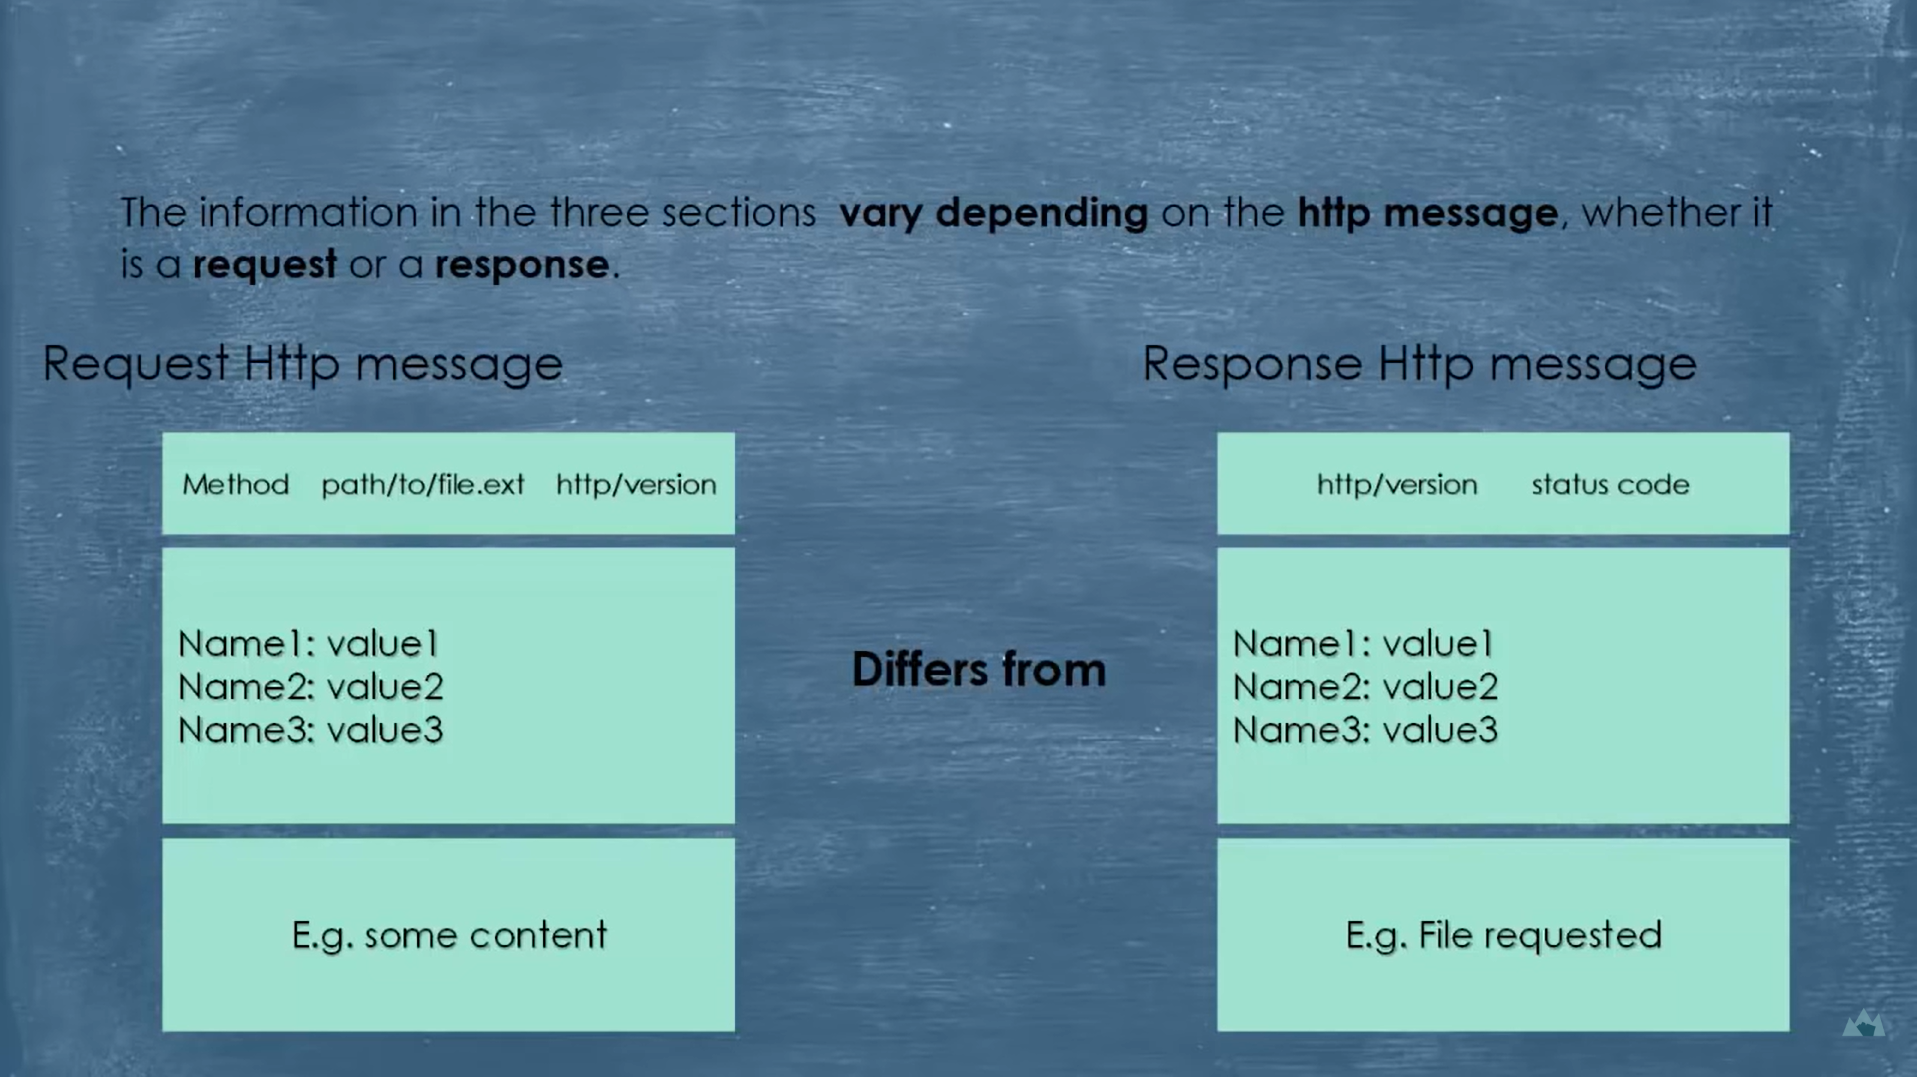 The information in the three sections  vary depending on the http message, whether it
is a request or a response.
Request Http message
Response Http message
Method path/to/file.ext http/version
http/version status code
Name1: value1
Name2: value2
Name3: value3
Differs from
Name1: value1
Name2: value2
Name3: value3
E.g. some content
E.g. File requested